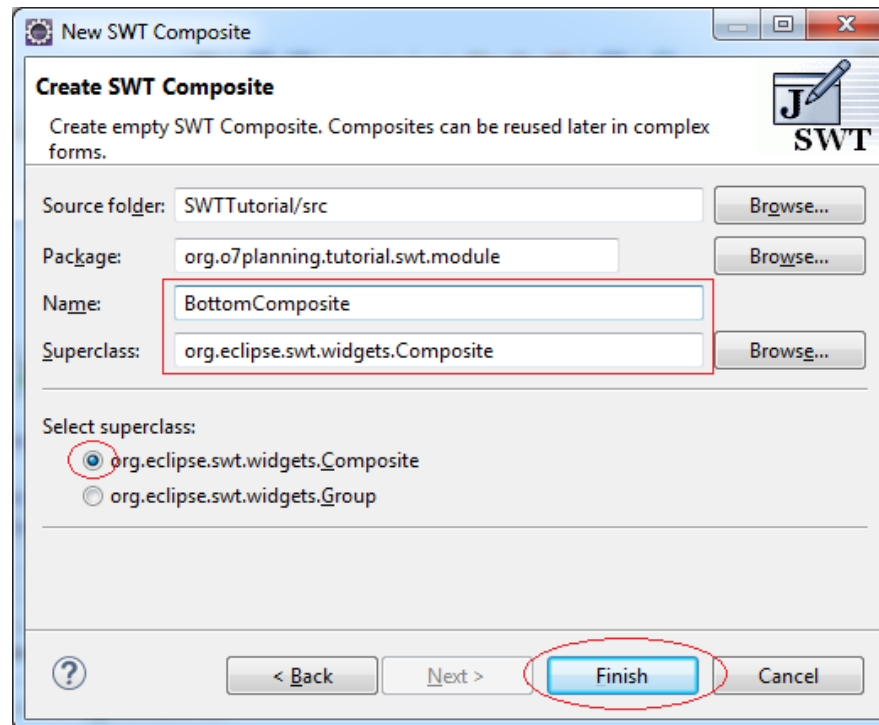 New SWT Composite
Create SWT Composite
Create empty SWT Composite. Composites can be reused later in complex
forms.
J
SWT
Source folder: SWTTutorial/src Browse...
Package: org.o7planning.tutorial.swt.module Browse...
Name: BottomComposite
Superclass: org.eclipse.swt.widgets.Composite Browse...
Select superclass:
org.eclipse.swt.widgets.Composite
org.eclipse.swt.widgets.Group
? < Back Next > Finish Cancel